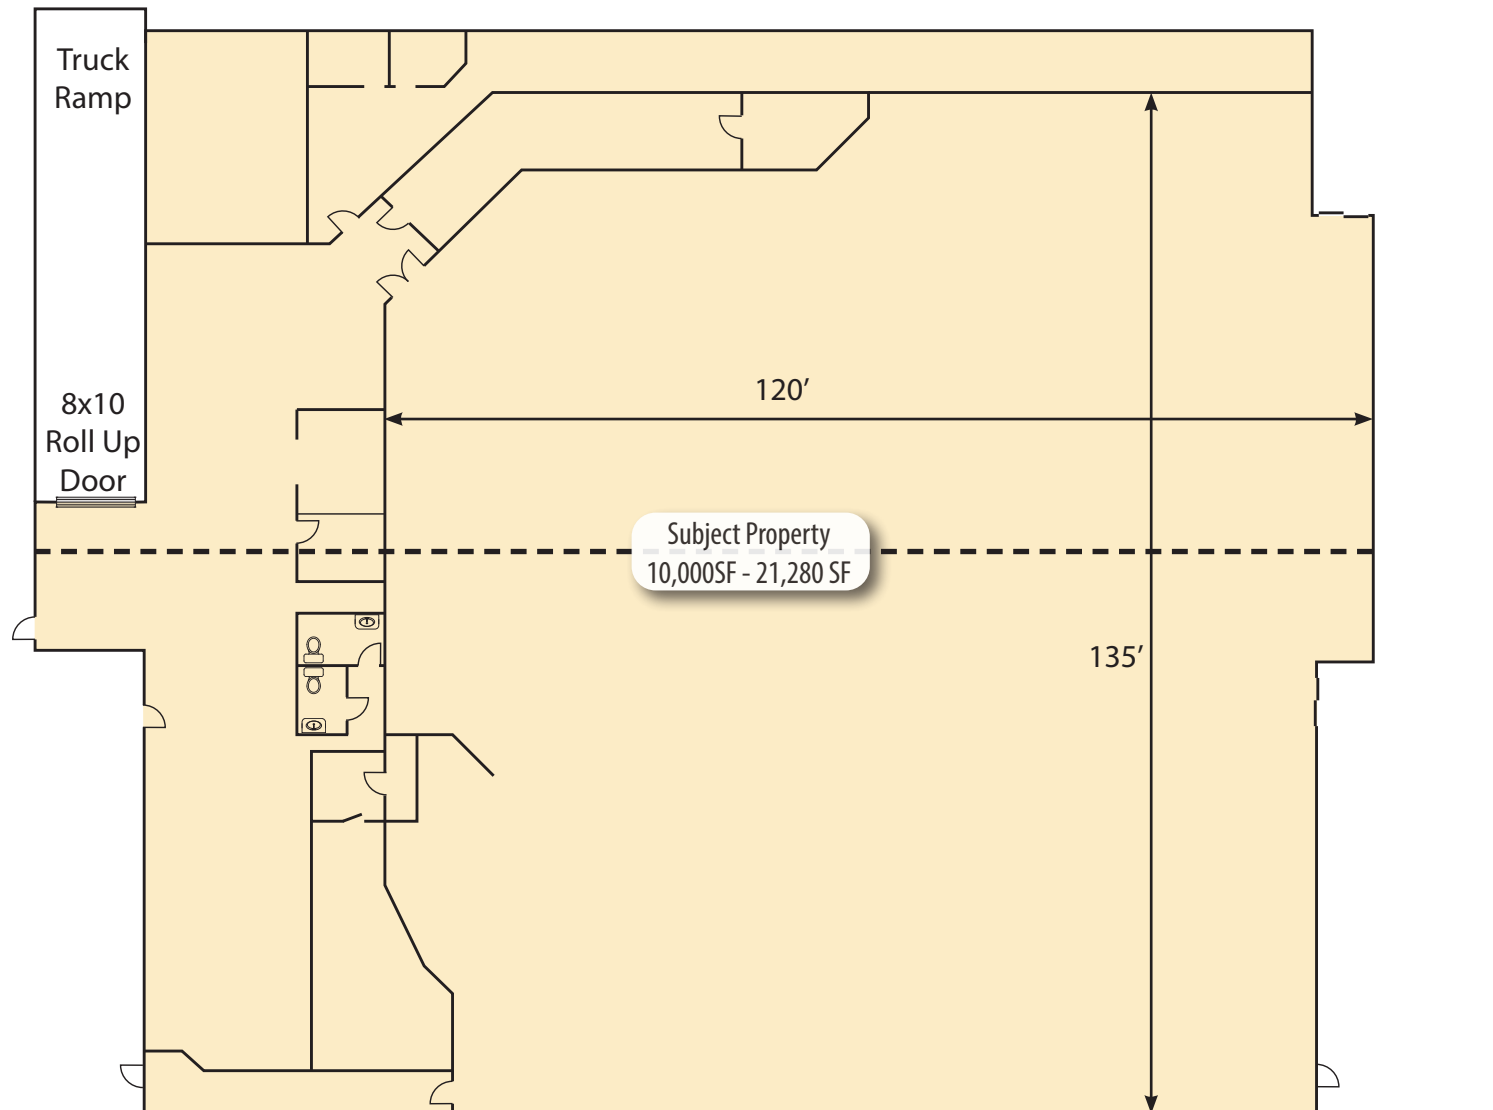 Truck
Ramp
8x10
Roll Up
Door
120’
Subject Property
10,000SF - 21,280 SF
135’